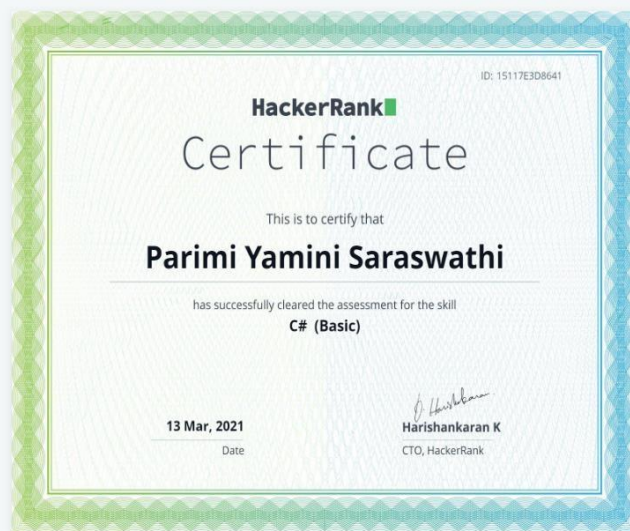 ID: 15117E3D8641
HackerRank
Certificate
This is to certify that
Parimi Yamini Saraswathi
has successfully cleared the assessment for the skill
C# (Basic)
13 Mar, 2021
Date
Harishankaran K
CTO, HackerRank